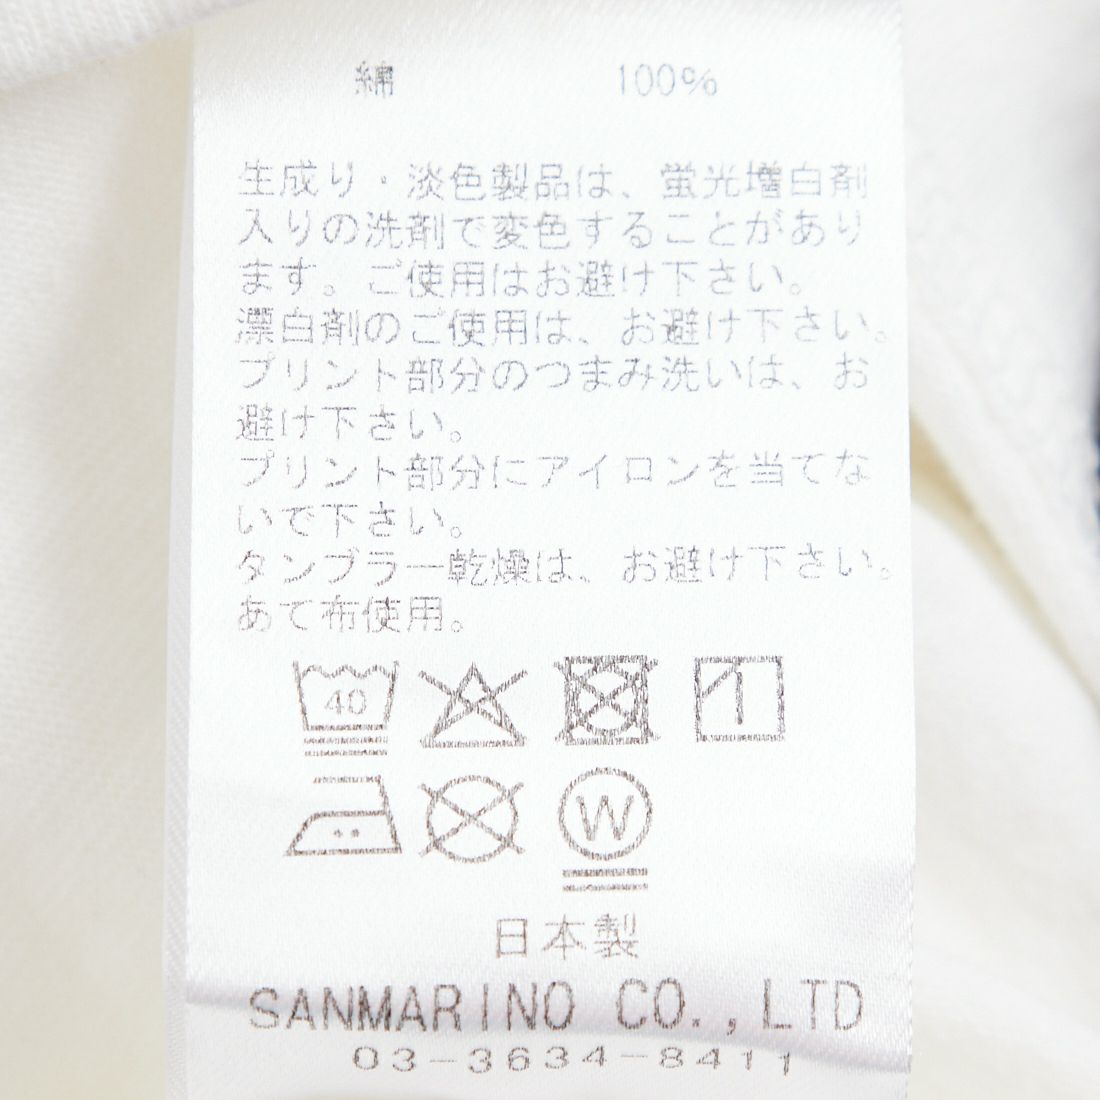 綿 100%
生成り・淡色製品は、蛍光増白剤
入りの洗剤で変色することがあり
ます。ご使用はお避け下さい。
漂白剤のご使用は、お避け下さい。
プリント部分のつまみ洗いは、お
避け下さい。
プリント部分にアイロンを当てな
いで下さい。
タンブラー乾燥は、お避け下さい。
あて布使用。
40
W
日本製
SANMARINO CO.,LTD
03-3634-8411